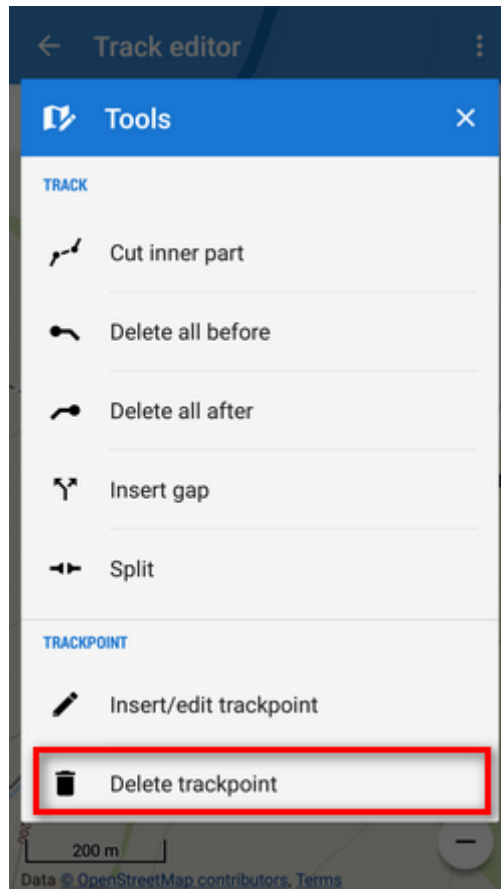 Track editor
Tools
TRACK
Cut inner part
Delete all before
Delete all after
Insert gap
Split
TRACKPOINT
Insert/edit trackpoint
Delete trackpoint
200 m
Data © OpenStreetMap contributors, Terms